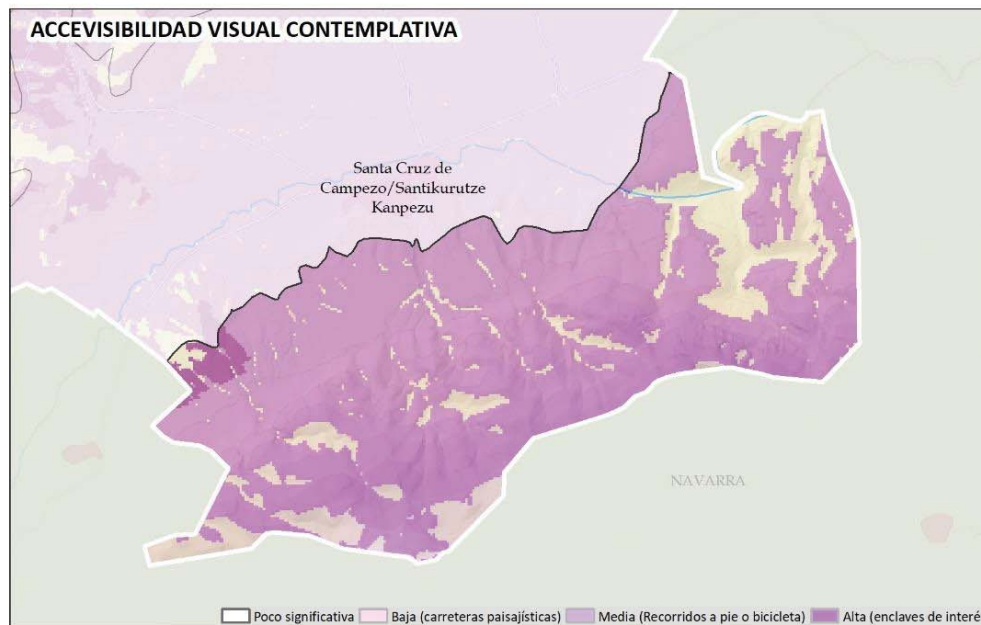 ACCEVISIBILIDAD VISUAL CONTEMPLATIVA
Santa Cruz de
Campezo/Santikurutze
Kanpezu
NAVARRA
Poco significativa Baja (carreteras paisajísticas) Media (Recorridos a pie o bicicleta) Alta (enclaves de interé